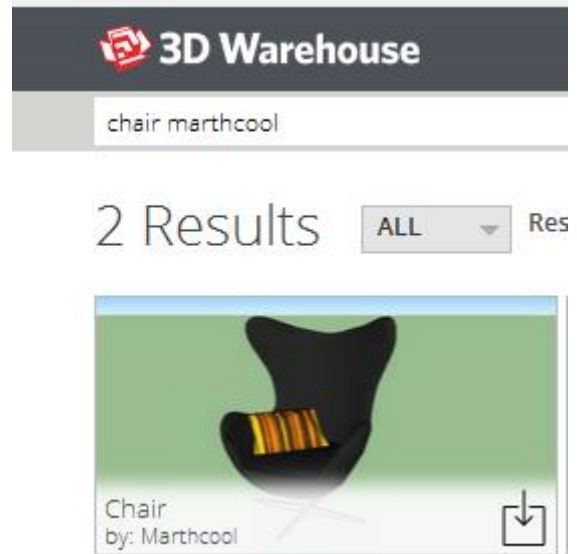 3D Warehouse
chair marthcool
2 Results ALL Res
Chair
by: Marthcool